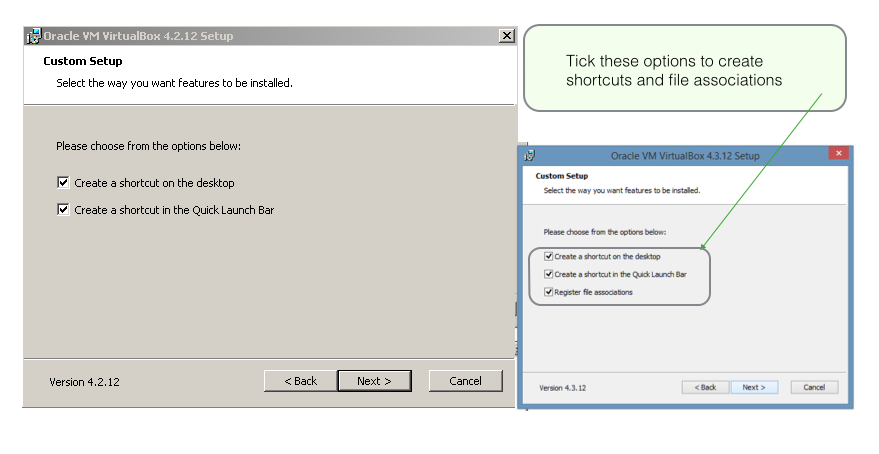 Oracle VM VirtualBox 4.2.12 Setup
Custom Setup
Select the way you want features to be installed.
Please choose from the options below:
Create a shortcut on the desktop
Create a shortcut in the Quick Launch Bar
Version 4.2.12
< Back
Next >
Cancel
Tick these options to create
shortcuts and file associations
Oracle VM VirtualBox 4.3.12 Setup
Custom Setup
Select the way you want features to be installed.
Please choose from the options below:
Create a shortcut on the desktop
Create a shortcut in the Quick Launch Bar
Register file associations
Version 4.3.12
< Back
Next >
Cancel